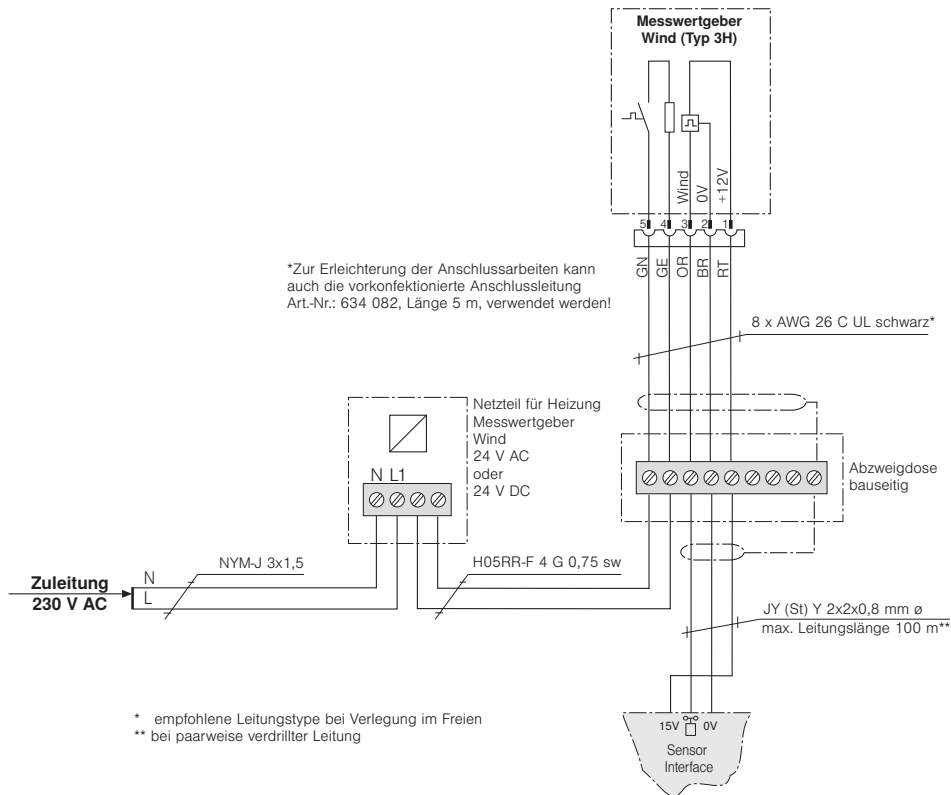 Messwertgeber
Wind (Typ 3H)
Wind
0V
+12V
5 4 3 2 1
GN GE OR BR RT
*Zur Erleichterung der Anschlussarbeiten kann
auch die vorkonfektionierte Anschlussleitung
Art.-Nr.: 634 082, Länge 5 m, verwendet werden!
8 x AWG 26 C UL schwarz*
Netzteil für Heizung
Messwertgeber
Wind
24 V AC
oder
24 V DC
N L1
Abzweigdose
bauseitig
NYM-J 3x1,5
H05RR-F 4 G 0,75 sw
Zuleitung
230 V AC
N
L
JY (St) Y 2x2x0,8 mm ø
max. Leitungslänge 100 m**
* empfohlene Leitungstype bei Verlegung im Freien
** bei paarweise verdrillter Leitung
15V 0V
Sensor
Interface